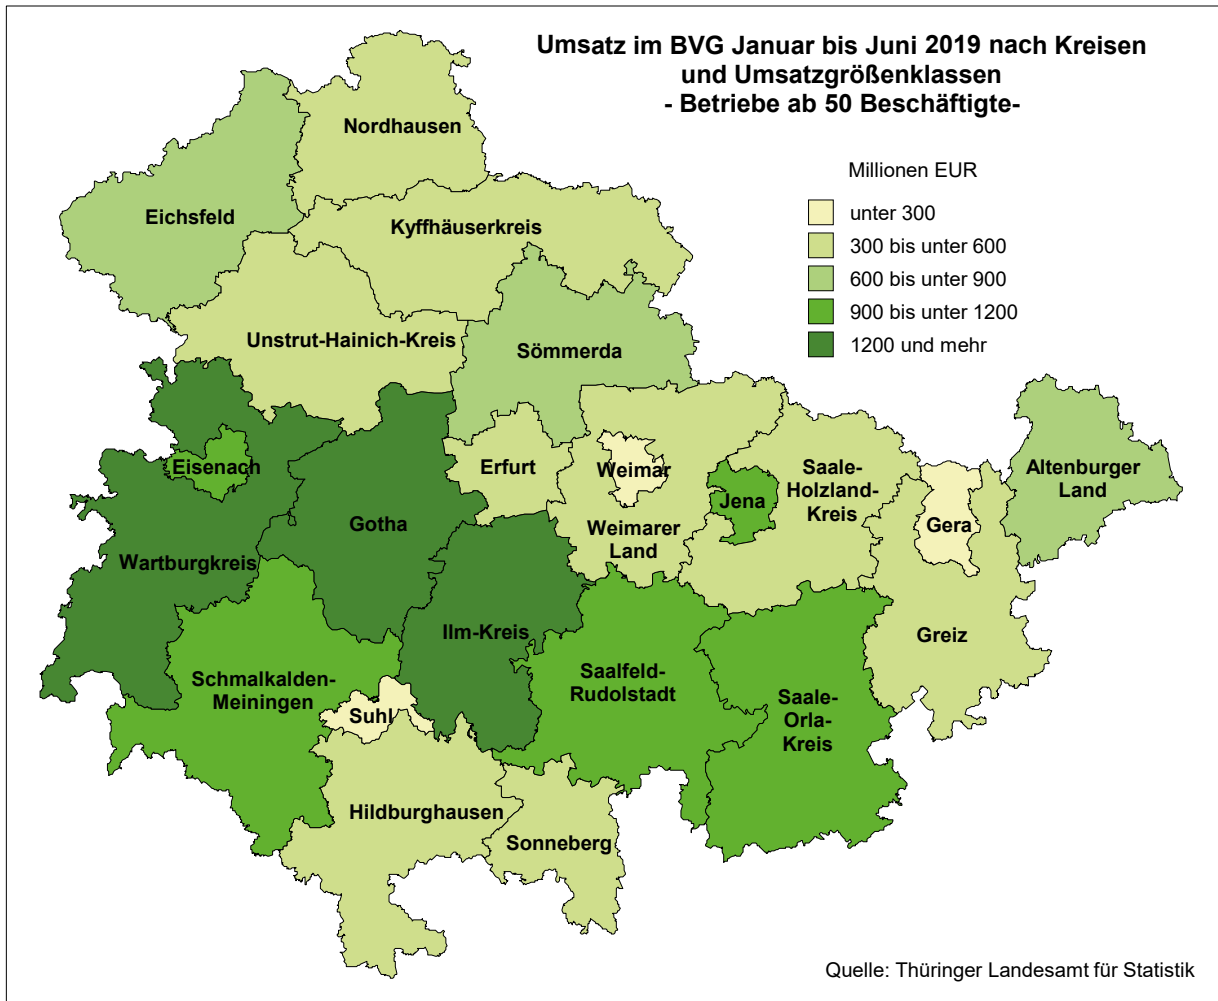 Umsatz im BVG Januar bis Juni 2019 nach Kreisen
und Umsatzgrößenklassen
- Betriebe ab 50 Beschäftigte-
Millionen EUR
unter 300
300 bis unter 600
600 bis unter 900
900 bis unter 1200
1200 und mehr
Nordhausen
Eichsfeld
Kyffhäuserkreis
Unstrut-Hainich-Kreis
Sömmerda
Eisenach
Erfurt
Weimar
Saale-
Holzland-
Kreis
Altenburger
Land
Jena
Gotha
Weimarer
Land
Gera
Wartburgkreis
Ilm-Kreis
Greiz
Schmalkalden-
Meiningen
Saalfeld-
Rudolstadt
Suhl
Saale-
Orla-
Kreis
Hildburghausen
Sonneberg
Quelle: Thüringer Landesamt für Statistik